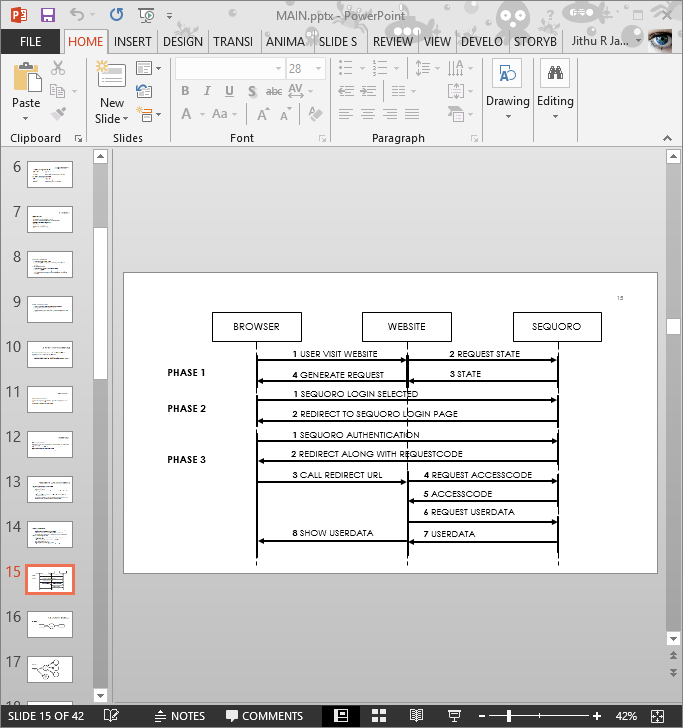 MAIN.pptx - PowerPoint
?
FILE HOME INSERT DESIGN TRANSI ANIMA SLIDE S REVIEW VIEW DEVELO STORYB Jithu R Ja...
28
Paste New Slide Drawing Editing
B I U S abc AV
A Aa A A
Clipboard Slides Font Paragraph
6
7
8
9
10
11
12
13
14
15
16
17
15
BROWSER WEBSITE SEQUORO
1 USER VISIT WEBSITE 2 REQUEST STATE
PHASE 1 4 GENERATE REQUEST 3 STATE
1 SEQUORO LOGIN SELECTED
PHASE 2
2 REDIRECT TO SEQUORO LOGIN PAGE
1 SEQUORO AUTHENTICATION
PHASE 3 2 REDIRECT ALONG WITH REQUESTCODE
3 CALL REDIRECT URL 4 REQUEST ACCESSCODE
5 ACCESSCODE
6 REQUEST USERDATA
8 SHOW USERDATA 7 USERDATA
SLIDE 15 OF 42 NOTES COMMENTS 42%